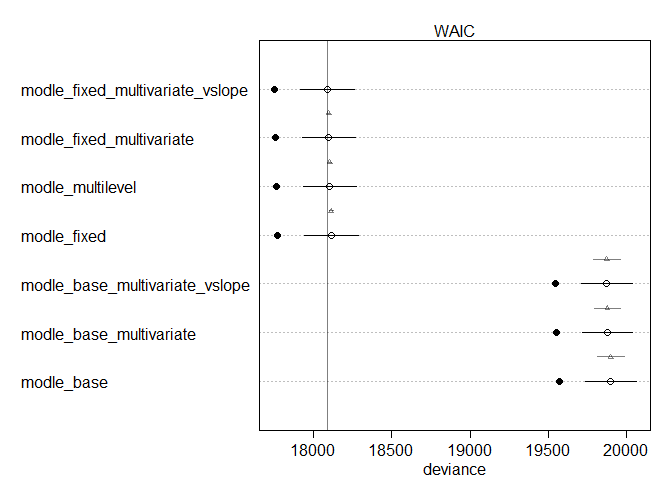 WAIC
modle_fixed_multivariate_vslope
modle_fixed_multivariate
modle_multilevel
modle_fixed
modle_base_multivariate_vslope
modle_base_multivariate
modle_base
18000 18500 19000 19500 20000
deviance